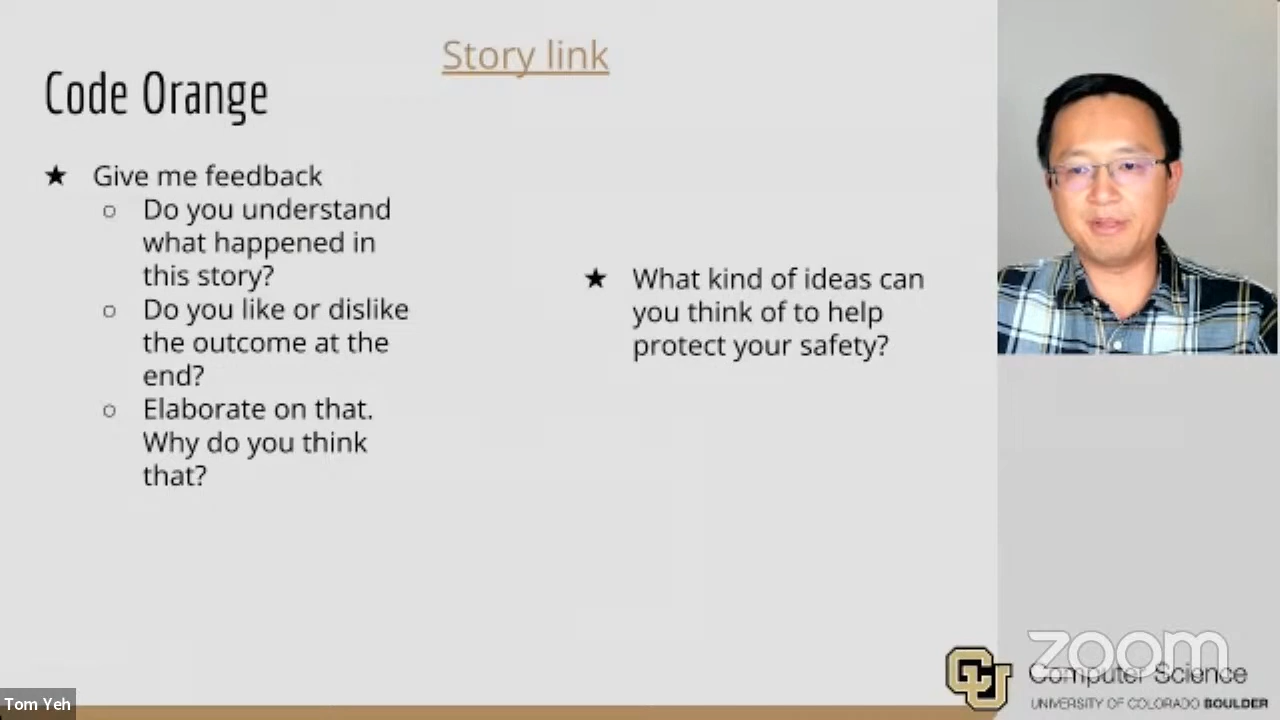 Story link
Code Orange
★ Give me feedback
○ Do you understand
what happened in
this story?
○ Do you like or dislike
the outcome at the
end?
○ Elaborate on that.
Why do you think
that?
★ What kind of ideas can
you think of to help
protect your safety?
zoom
CU
Computer Science
UNIVERSITY OF COLORADO BOULDER
Tom Yeh